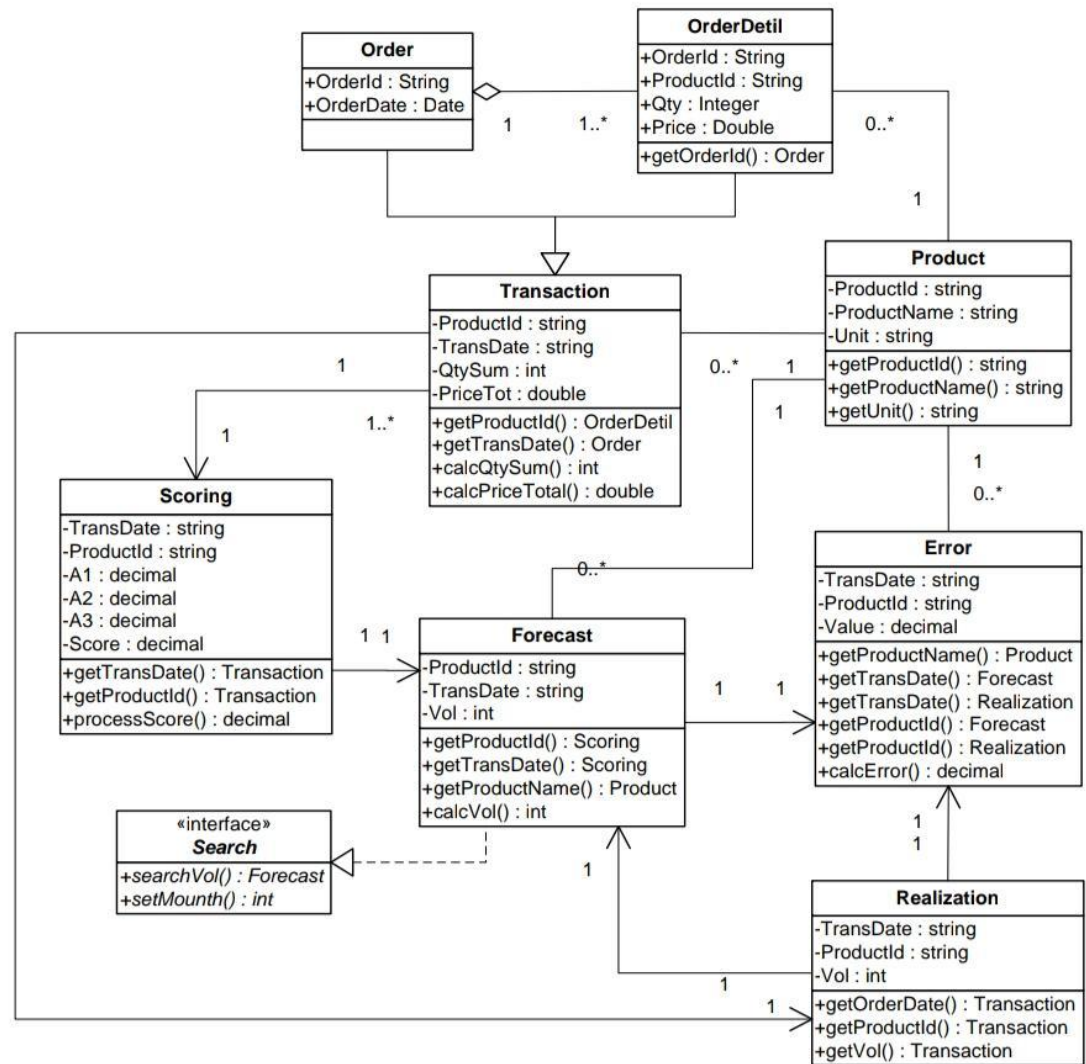 Order
+OrderId : String
+OrderDate : Date
OrderDetil
+OrderId : String
+ProductId : String
+Qty : Integer
+Price : Double
+getOrderId() : Order
1
1..*
0..*
1
Transaction
-ProductId : string
-TransDate : string
-QtySum : int
-PriceTot : double
+getProductId() : OrderDetil
+getTransDate() : Order
+calcQtySum() : int
+calcPriceTotal() : double
Product
-ProductId : string
-ProductName : string
-Unit : string
+getProductId() : string
+getProductName() : string
+getUnit() : string
1
1..*
1
0..*
1
1
1
0..*
Scoring
-TransDate : string
-ProductId : string
-A1 : decimal
-A2 : decimal
-A3 : decimal
-Score : decimal
+getTransDate() : Transaction
+getProductId() : Transaction
+processScore() : decimal
0..*
1 1
Forecast
-ProductId : string
-TransDate : string
-Vol : int
+getProductId() : Scoring
+getTransDate() : Scoring
+getProductName() : Product
+calcVol() : int
1
1
Error
-TransDate : string
-ProductId : string
-Value : decimal
+getProductName() : Product
+getTransDate() : Forecast
+getTransDate() : Realization
+getProductId() : Forecast
+getProductId() : Realization
+calcError() : decimal
«interface»
Search
+searchVol() : Forecast
+setMounth() : int
1
1
1
1
1
Realization
-TransDate : string
-ProductId : string
-Vol : int
+getOrderDate() : Transaction
+getProductId() : Transaction
+getVol() : Transaction